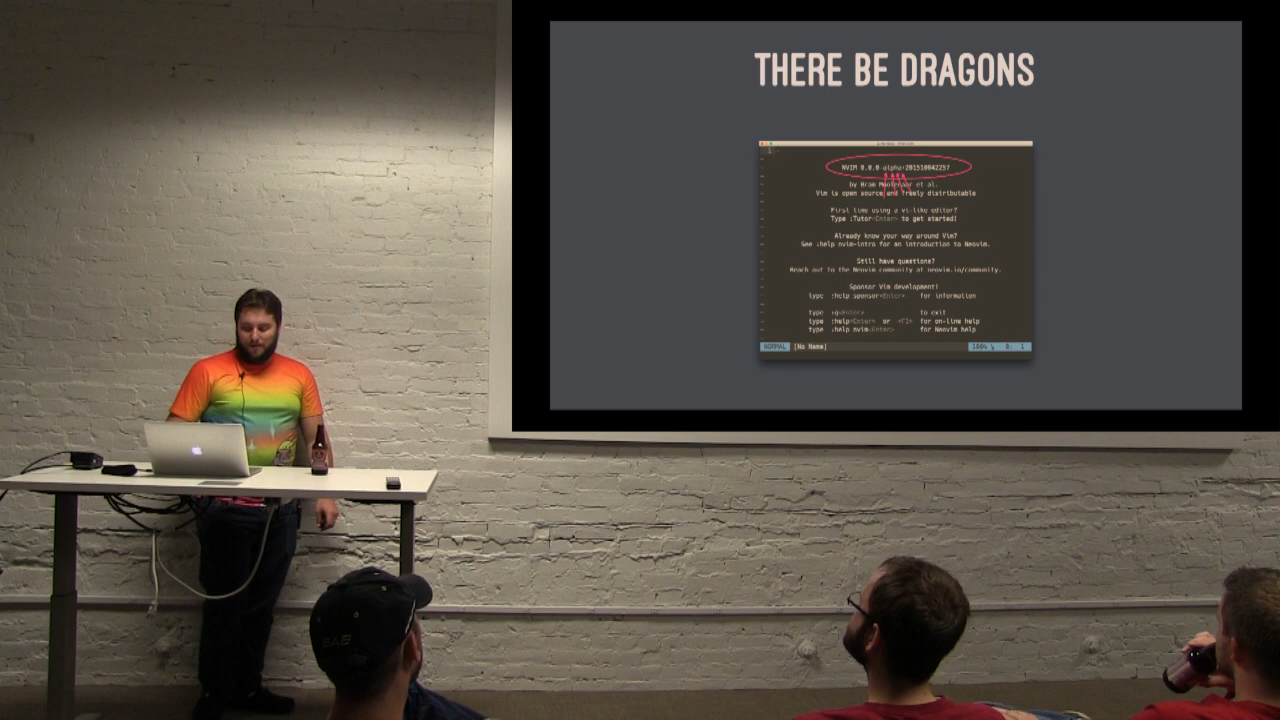 THERE BE DRAGONS
1
NVIM 0.0.0-alpha+201510042257
by Bram Moolenaar et al.
Vim is open source and freely distributable
First time using a vi-like editor?
Type :Tutor<Enter> to get started!
Already know your way around Vim?
See :help nvim-intro for an introduction to Neovim.
Still have questions?
Reach out to the Neovim community at neovim.io/community.
Sponsor Vim development!
type :help sponsor<Enter> for information
type :q<Enter> to exit
type :help<Enter> or <F1> for on-line help
type :help nvim<Enter> for Neovim help
NORMAL [No Name] 100% 0: 1